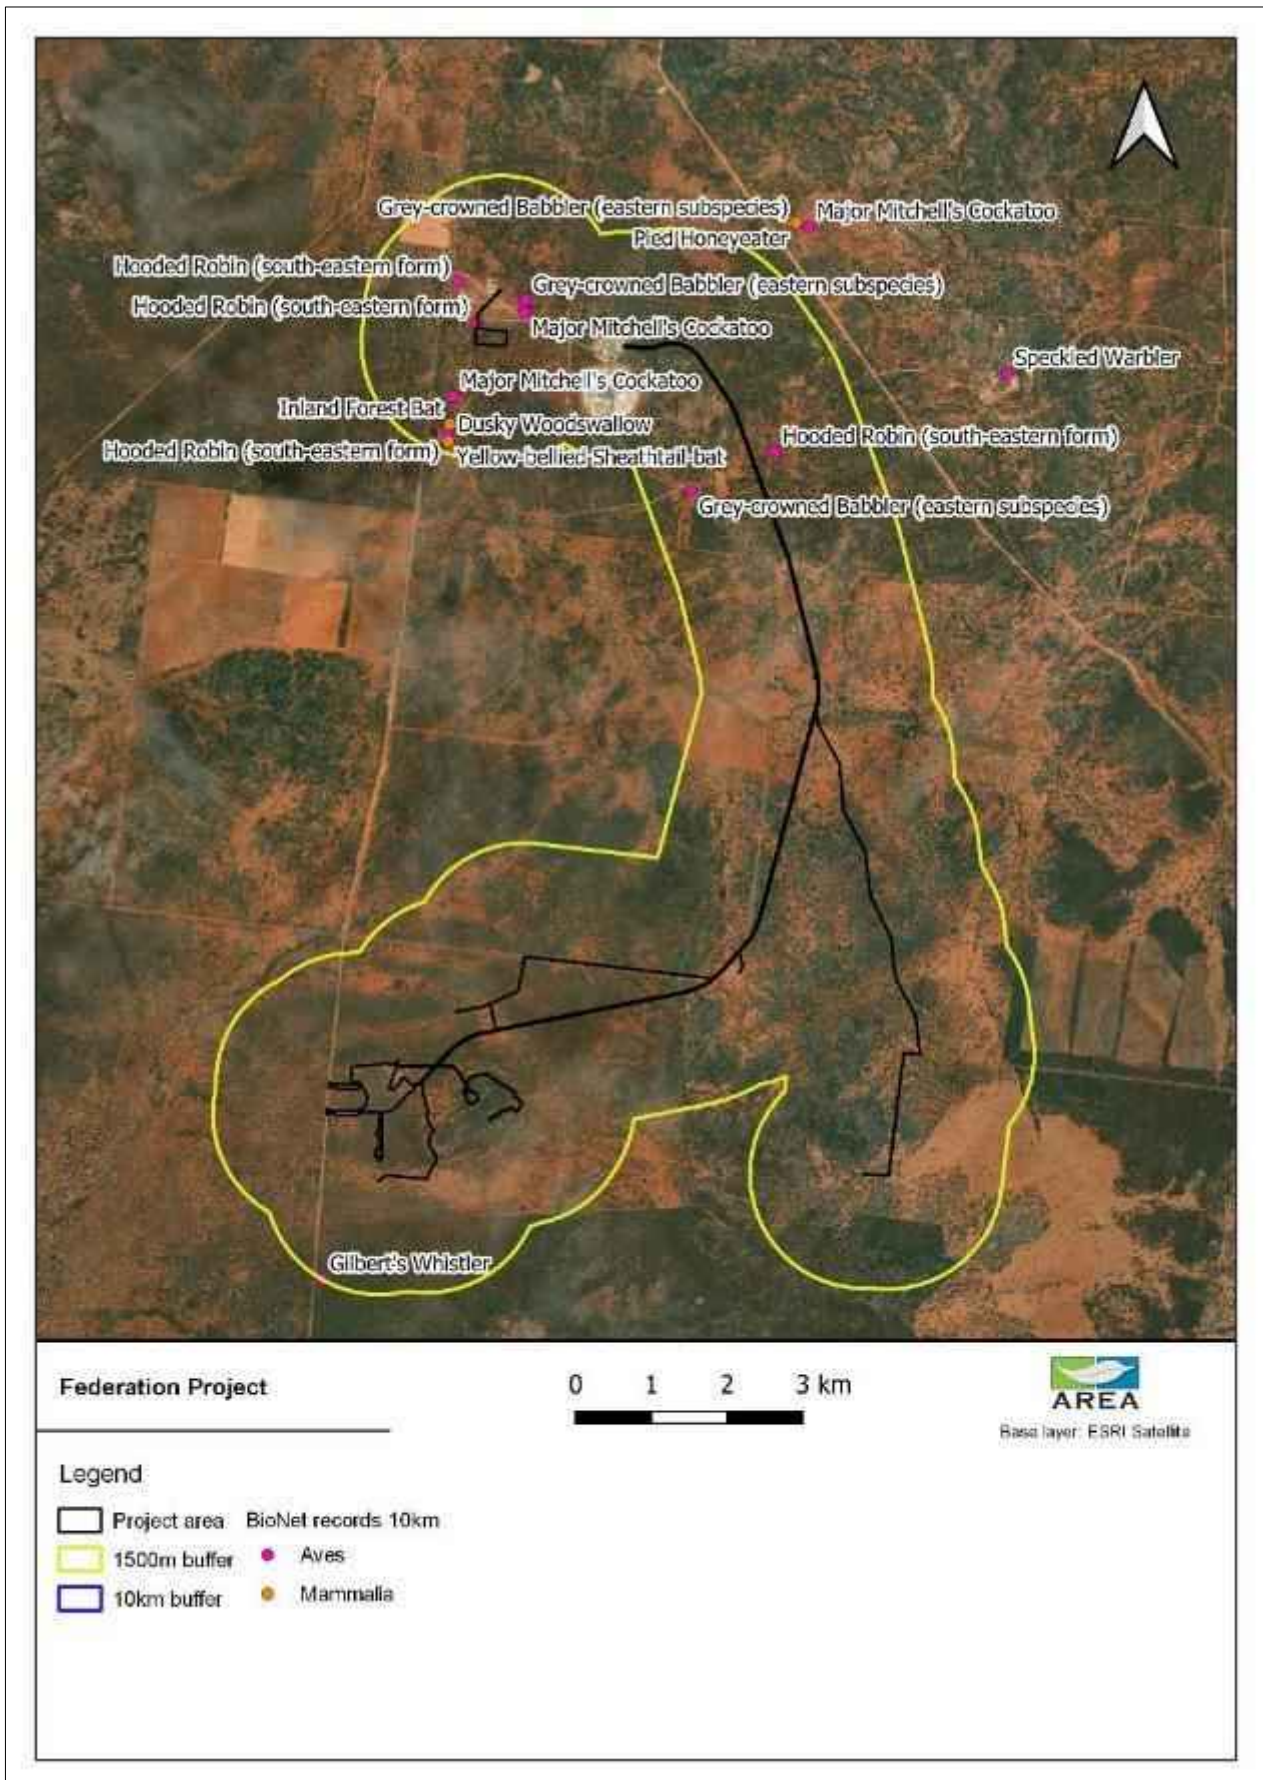 Grey-crowned Babbler (eastern subspecies)
Major Mitchell's Cockatoo
Pied Honeyeater
Hooded Robin (south-eastern form)
Grey-crowned Babbler (eastern subspecies)
Hooded Robin (south-eastern form)
Major Mitchell's Cockatoo
Speckled Warbler
Major Mitchell's Cockatoo
Inland Forest Bat
Dusky Woodswallow
Hooded Robin (south-eastern form)
Hooded Robin (south-eastern form)
Yellow-bellied Sheathtail-bat
Grey-crowned Babbler (eastern subspecies)
Gilbert's Whistler
Federation Project
0 1 2 3 km
AREA
Base layer: ESRI Satellite
Legend
Project area
BioNet records 10km
1500m buffer
Aves
10km buffer
Mammalia